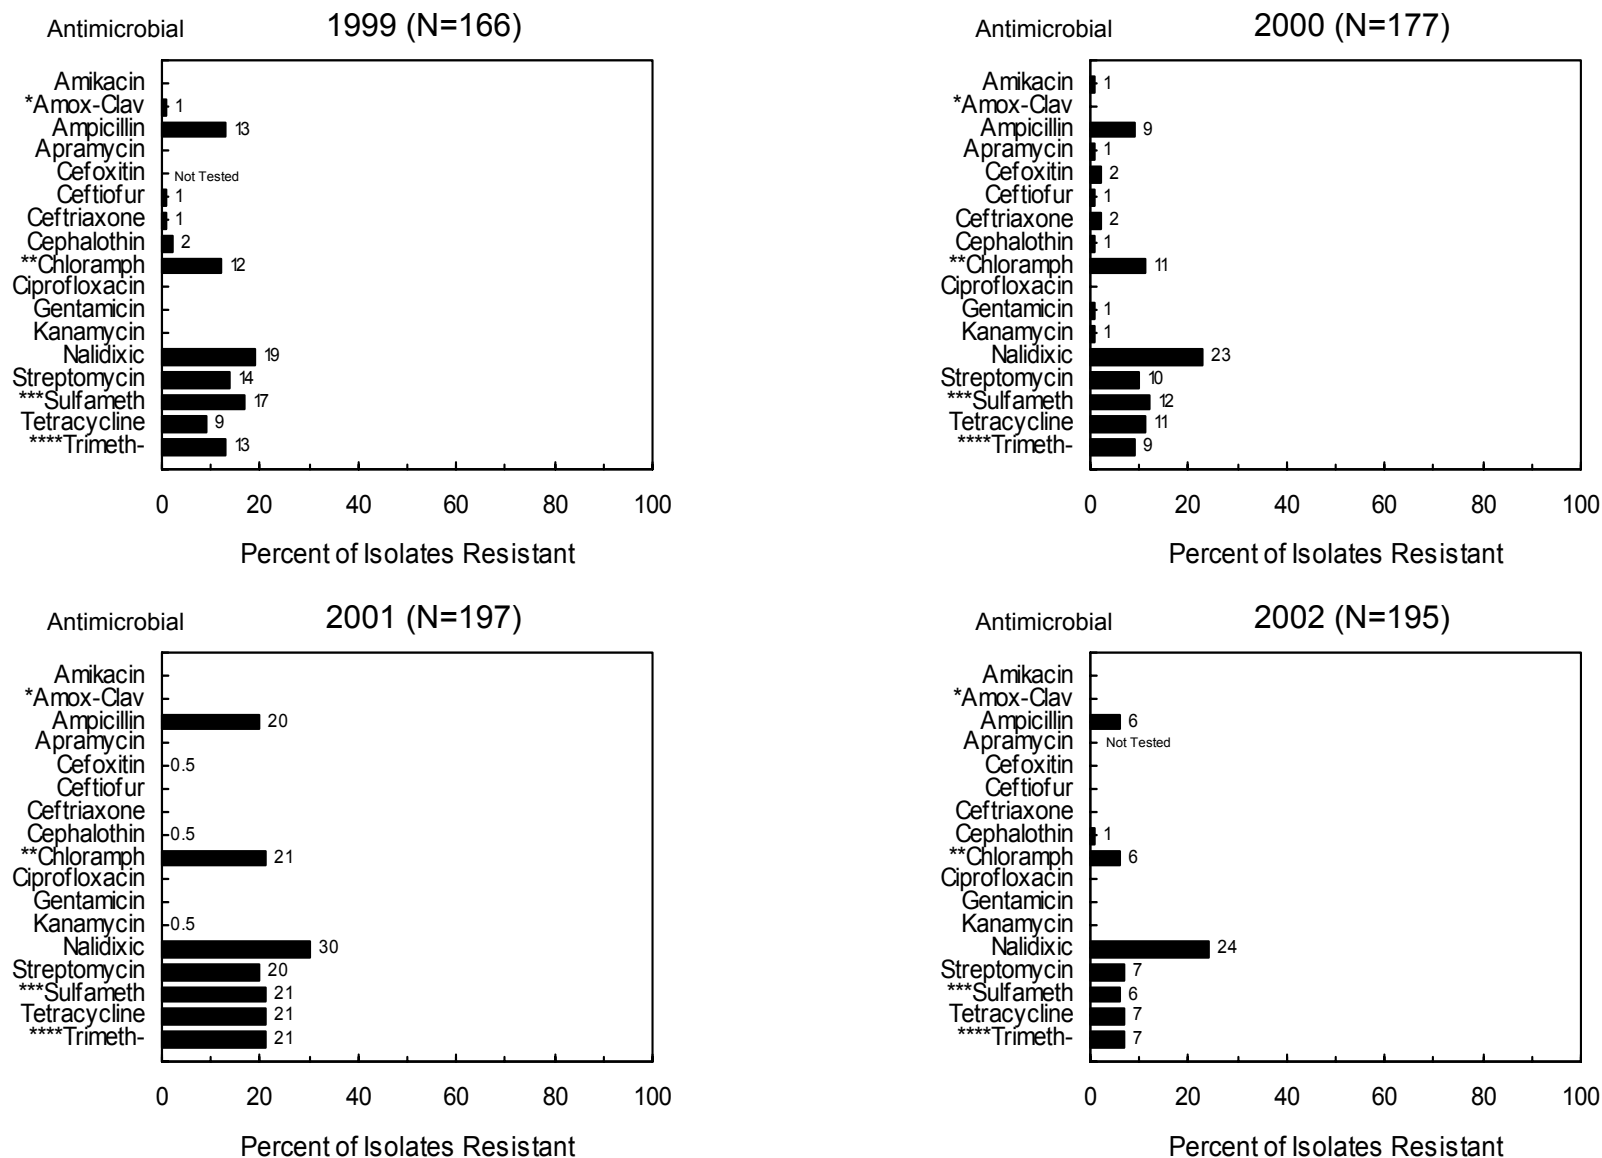 Antimicrobial 1999 (N=166)
Amikacin
*Amox-Clav 1
Ampicillin 13
Apramycin
Cefoxitin Not Tested
Ceftiofur 1
Ceftriaxone 1
Cephalothin 2
**Chloramph 12
Ciprofloxacin
Gentamicin
Kanamycin
Nalidixic 19
Streptomycin 14
***Sulfameth 17
Tetracycline 9
****Trimeth- 13
0 20 40 60 80 100
Percent of Isolates Resistant
Antimicrobial 2000 (N=177)
Amikacin 1
*Amox-Clav
Ampicillin 9
Apramycin 1
Cefoxitin 2
Ceftiofur 1
Ceftriaxone 2
Cephalothin 1
**Chloramph 11
Ciprofloxacin
Gentamicin 1
Kanamycin 1
Nalidixic 23
Streptomycin 10
***Sulfameth 12
Tetracycline 11
****Trimeth- 9
0 20 40 60 80 100
Percent of Isolates Resistant
Antimicrobial 2001 (N=197)
Amikacin
*Amox-Clav
Ampicillin 20
Apramycin
Cefoxitin 0.5
Ceftiofur
Ceftriaxone
Cephalothin 0.5
**Chloramph 21
Ciprofloxacin
Gentamicin
Kanamycin 0.5
Nalidixic 30
Streptomycin 20
***Sulfameth 21
Tetracycline 21
****Trimeth- 21
0 20 40 60 80 100
Percent of Isolates Resistant
Antimicrobial 2002 (N=195)
Amikacin
*Amox-Clav
Ampicillin 6
Apramycin Not Tested
Cefoxitin
Ceftiofur
Ceftriaxone
Cephalothin 1
**Chloramph 6
Ciprofloxacin
Gentamicin
Kanamycin
Nalidixic 24
Streptomycin 7
***Sulfameth 6
Tetracycline 7
****Trimeth- 7
0 20 40 60 80 100
Percent of Isolates Resistant